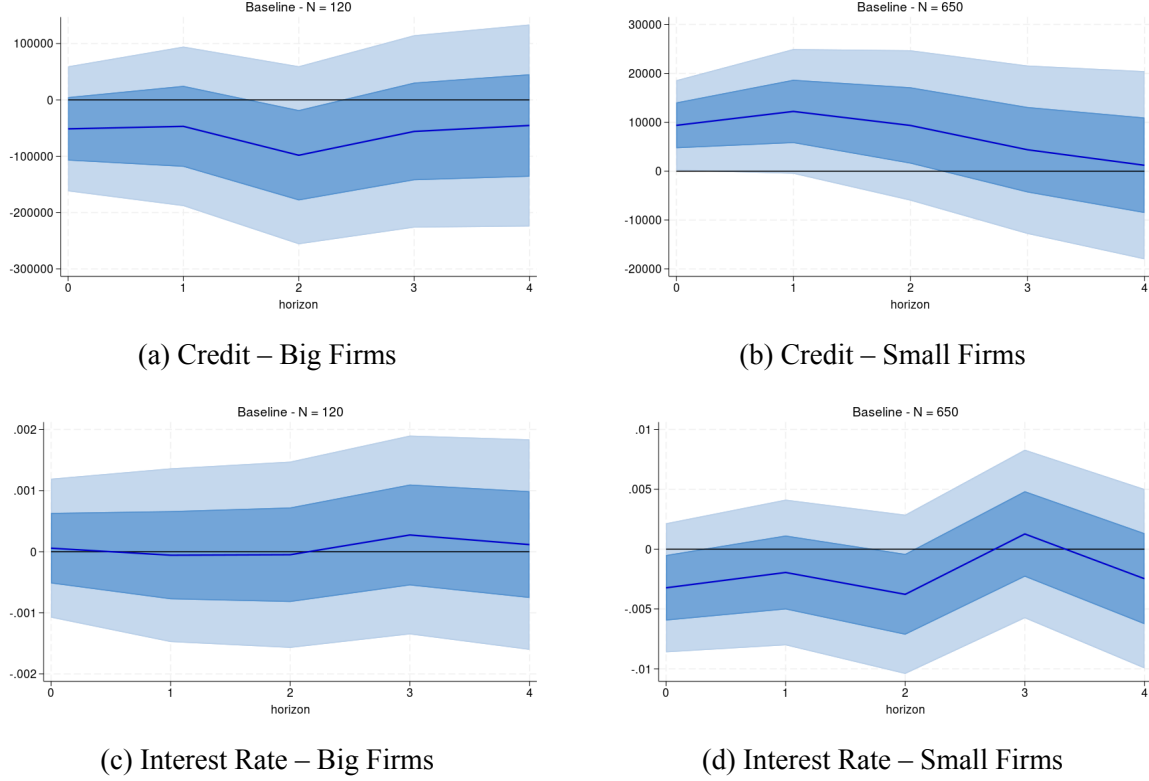 Baseline - N = 120
100000
0
-100000
-200000
-300000
0 1 2 3 4
horizon
(a) Credit – Big Firms
Baseline - N = 650
30000
20000
10000
0
-10000
-20000
0 1 2 3 4
horizon
(b) Credit – Small Firms
Baseline - N = 120
.002
.001
0
-.001
-.002
0 1 2 3 4
horizon
(c) Interest Rate – Big Firms
Baseline - N = 650
.01
.005
0
-.005
-.01
0 1 2 3 4
horizon
(d) Interest Rate – Small Firms